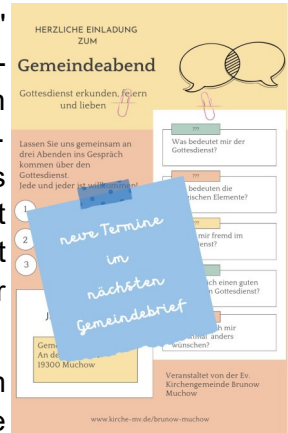 HERZLICHE EINLADUNG
ZUM
Gemeindeabend
Gottesdienst erkunden, feiern
und lieben
Lassen Sie uns gemeinsam an
drei Abenden ins Gespräch
kommen über den
Gottesdienst.
Jede und jeder ist willkommen!
1
2
3
???
Was bedeutet mir der
Gottesdienst?
???
bedeuten die
Elemente?
???
mir fremd im
???
einen guten
Gottesdienst?
mir
anders
wünschen?
neue Termine
im
nächsten
Gemeindebrief
19300 Muchow
Veranstaltet von der Ev.
Kirchengemeinde Brunow
Muchow
www.kirche-mv.de/brunow-muchow